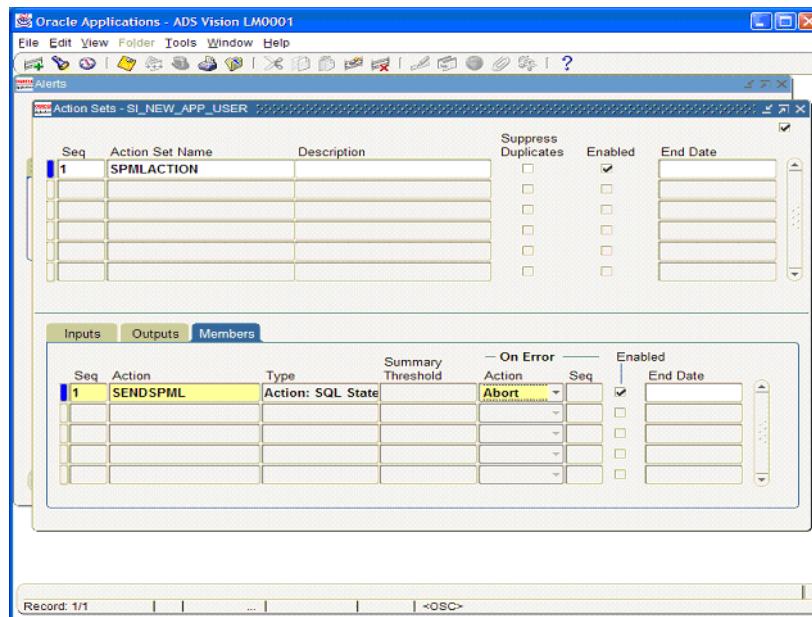 Oracle Applications - ADS Vision LM0001
File Edit View Folder Tools Window Help
Alerts
Action Sets - SI_NEW_APP_USER
Suppress
Seq Action Set Name Description Duplicates Enabled End Date
1 SPMLACTION
Inputs Outputs Members
Summary On Error Enabled
Seq Action Type Threshold Action Seq End Date
1 SENDSPML Action: SQL State Abort
Record: 1/1 ... <OSC>